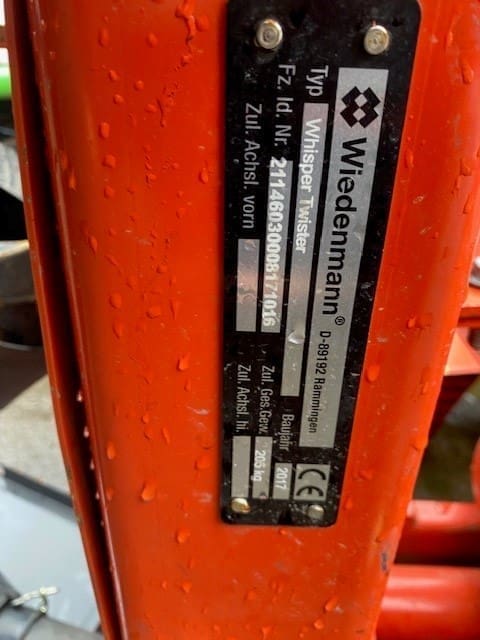 Wiedenmann® D-89192 Rammingen
Typ Whisper Twister Baujahr 2017 CE
Fz. Id. Nr. 21146030008171016 Zul. Ges.Gew. 205 kg
Zul. Achsl. vorn Zul. Achsl. hi.